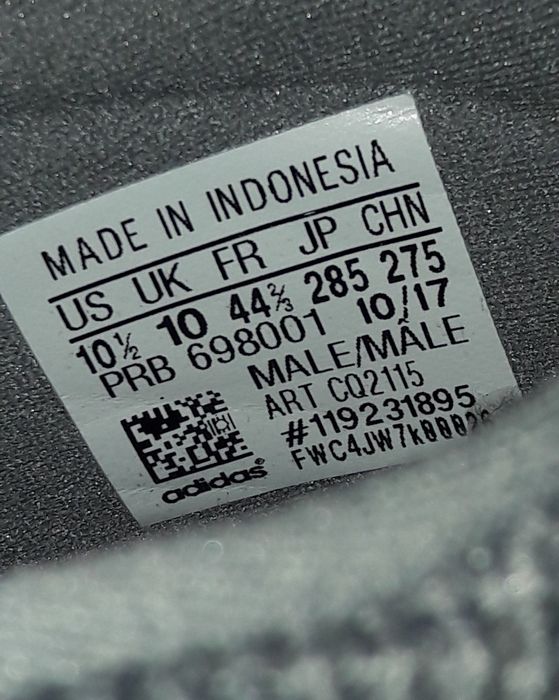 MADE IN INDONESIA
US UK FR JP CHN
10½ 10 44⅔ 285 275
PRB 698001 10/17
MALE/MÂLE
ART CQ2115
#119231895
adidas